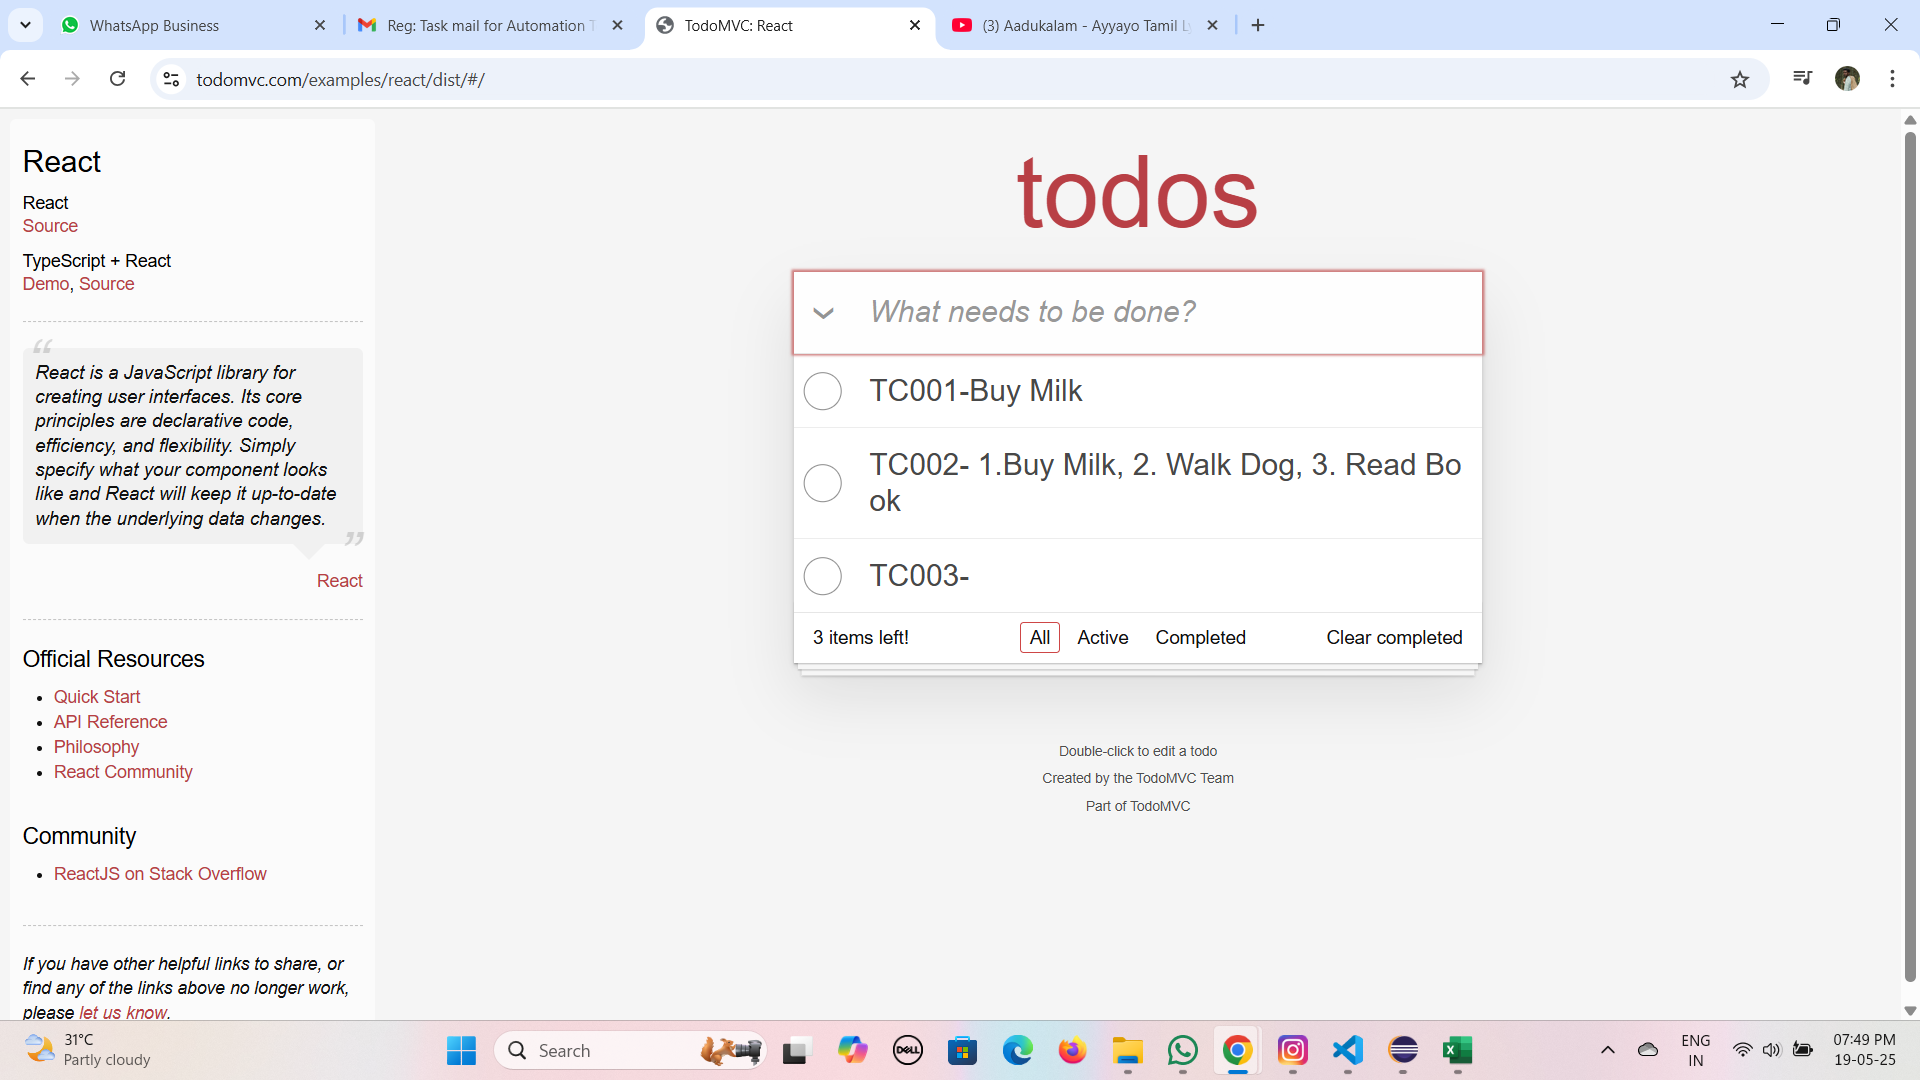 WhatsApp Business
Reg: Task mail for Automation T
TodoMVC: React
(3) Aadukalam - Ayyayo Tamil Ly
todomvc.com/examples/react/dist/#/
React
React
Source
TypeScript + React
Demo, Source
“
React is a JavaScript library for
creating user interfaces. Its core
principles are declarative code,
efficiency, and flexibility. Simply
specify what your component looks
like and React will keep it up-to-date
when the underlying data changes.
”
React
Official Resources
• Quick Start
• API Reference
• Philosophy
• React Community
Community
• ReactJS on Stack Overflow
If you have other helpful links to share, or
find any of the links above no longer work,
please let us know.
todos
What needs to be done?
TC001-Buy Milk
TC002- 1.Buy Milk, 2. Walk Dog, 3. Read Bo
ok
TC003-
3 items left!
All
Active
Completed
Clear completed
Double-click to edit a todo
Created by the TodoMVC Team
Part of TodoMVC
31°C
Partly cloudy
Search
DELL
ENG
IN
07:49 PM
19-05-25